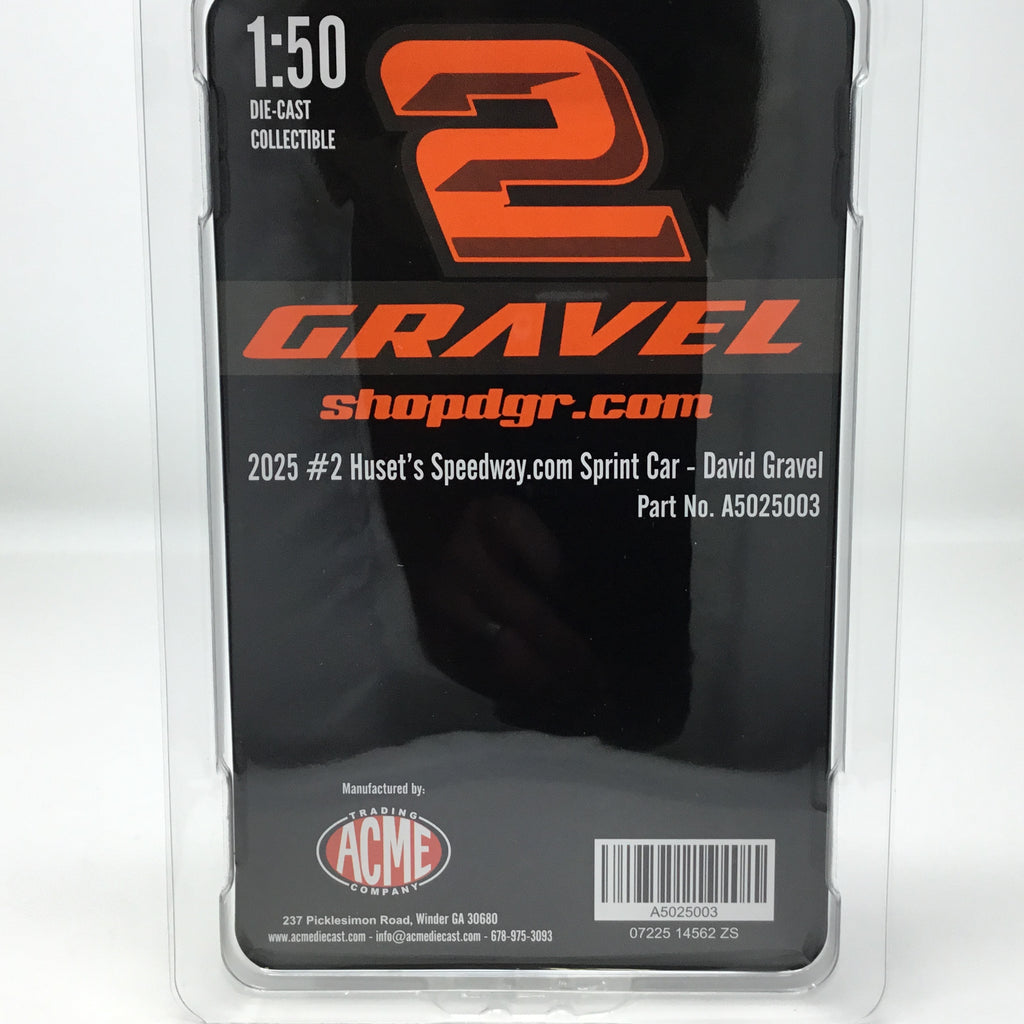 1:50
DIE-CAST
COLLECTIBLE
2
GRAVEL
shopdgr.com
2025 #2 Huset's Speedway.com Sprint Car - David Gravel
Part No. A5025003
Manufactured by:
TRADING
ACME
COMPANY
237 Picklesimon Road, Winder GA 30680
www.acmediecast.com - info@acmediecast.com - 678-975-3093
A5025003
07225 14562 ZS